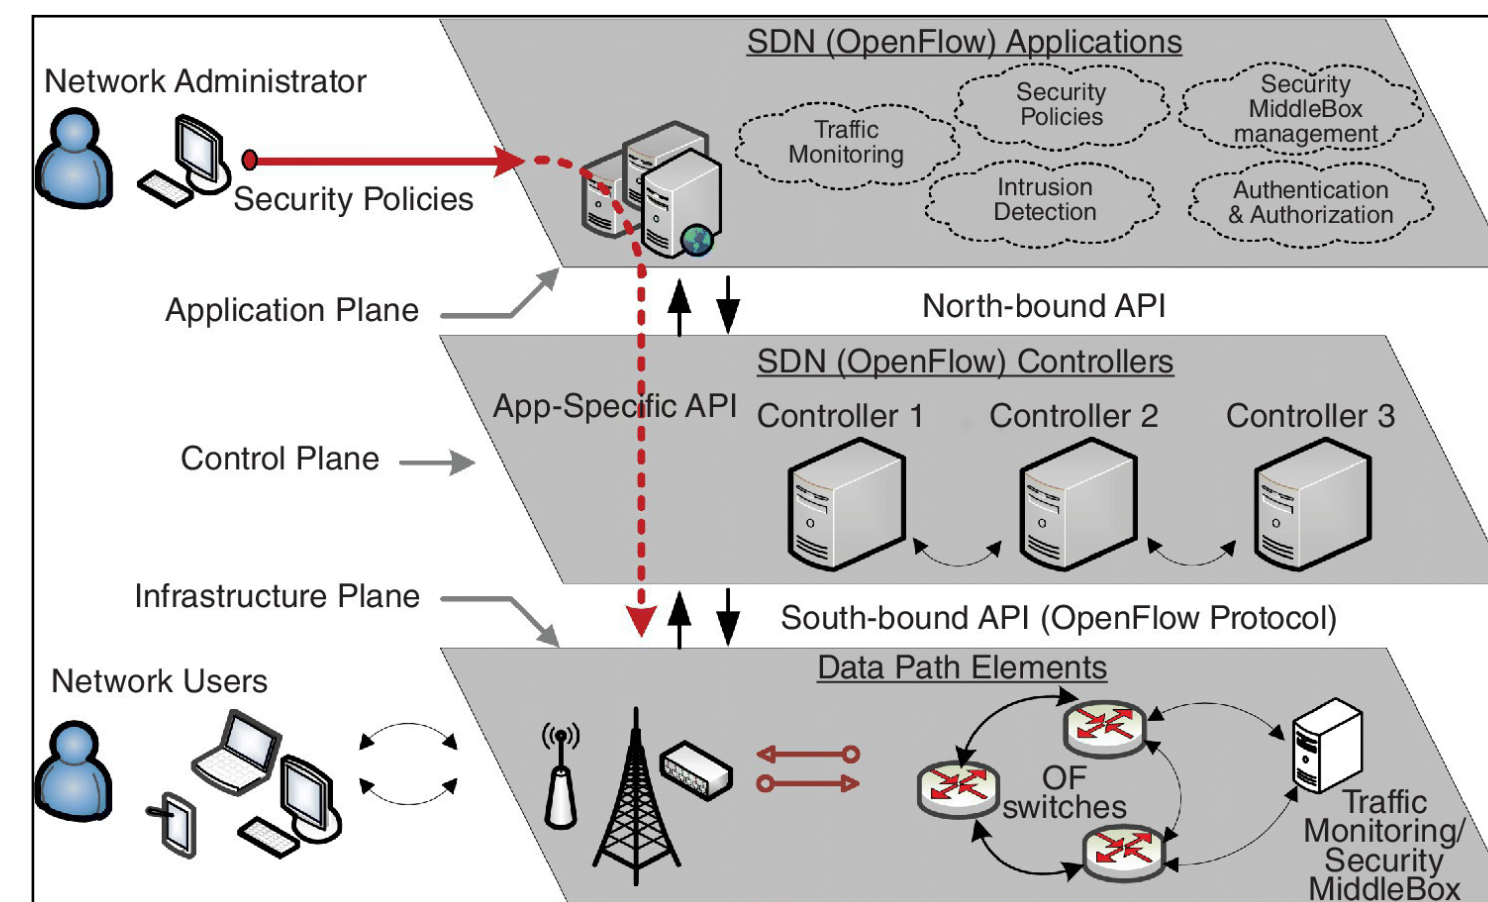 SDN (OpenFlow) Applications
Network Administrator
Security
Policies
Security
MiddleBox
management
Traffic
Monitoring
Intrusion
Detection
Authentication
& Authorization
Security Policies
Application Plane
North-bound API
SDN (OpenFlow) Controllers
App-Specific API
Controller 1
Controller 2
Controller 3
Control Plane
Infrastructure Plane
South-bound API (OpenFlow Protocol)
Data Path Elements
Network Users
OF
switches
Traffic
Monitoring/
Security
MiddleBox